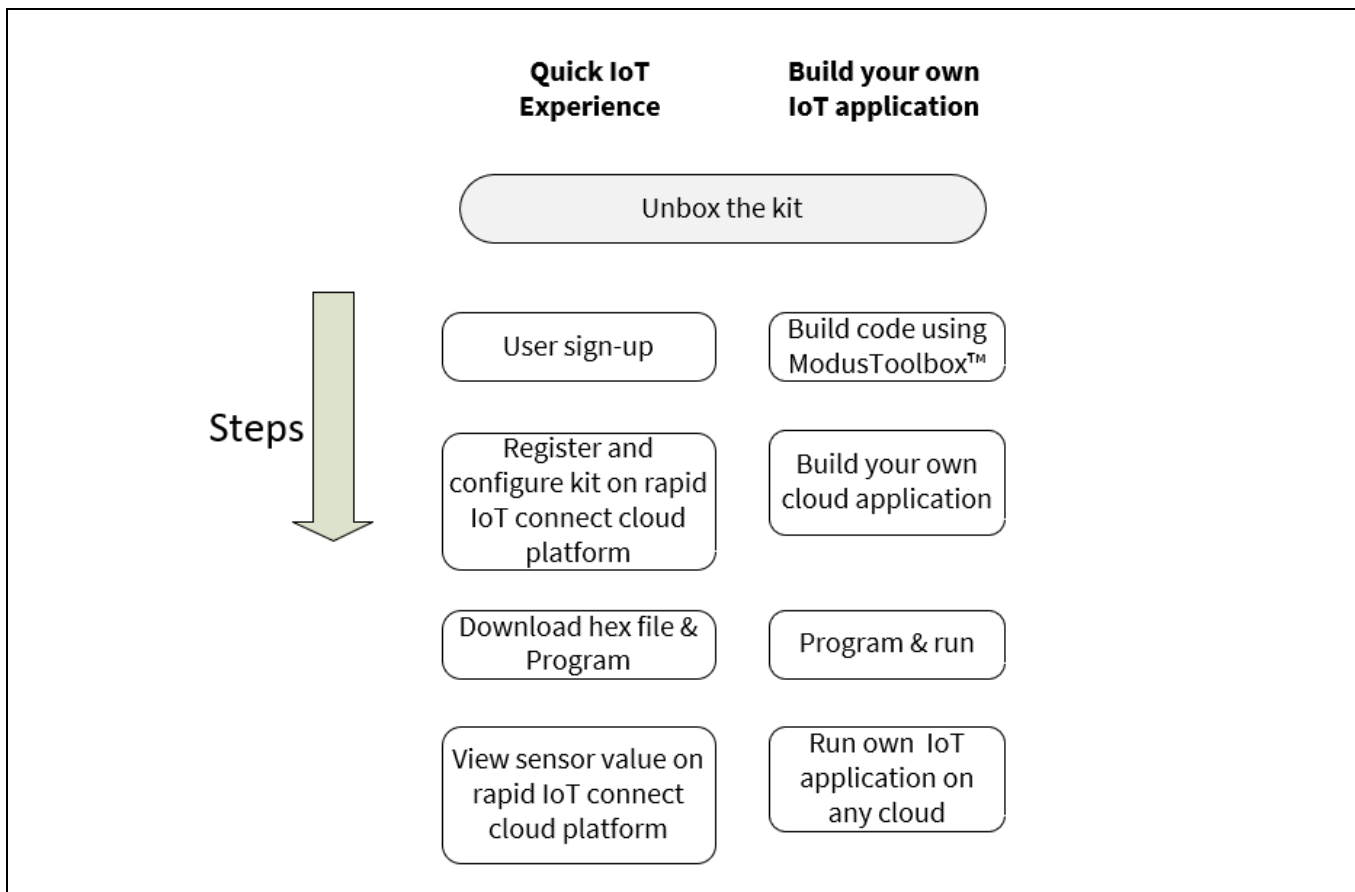 Quick IoT
Experience
Build your own
IoT application
Unbox the kit
Steps
User sign-up
Build code using
ModusToolbox™
Register and
configure kit on rapid
IoT connect cloud
platform
Build your own
cloud application
Download hex file &
Program
Program & run
View sensor value on
rapid IoT connect
cloud platform
Run own IoT
application on
any cloud